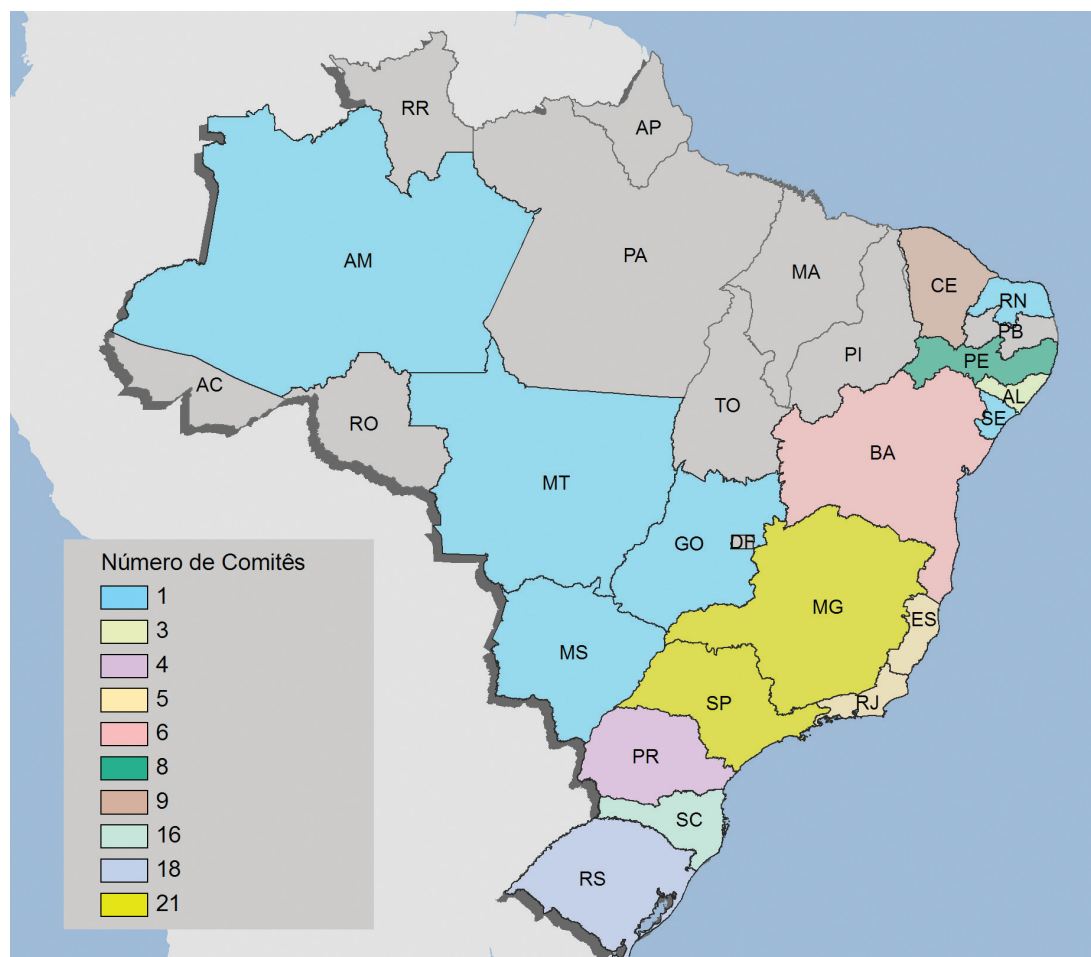 RR
AP
AM
PA
MA
CE
RN
PB
PI
PE
AC
AL
TO
SE
RO
BA
MT
GO
DF
MG
ES
MS
SP
RJ
PR
SC
RS
Número de Comitês
1
3
4
5
6
8
9
16
18
21